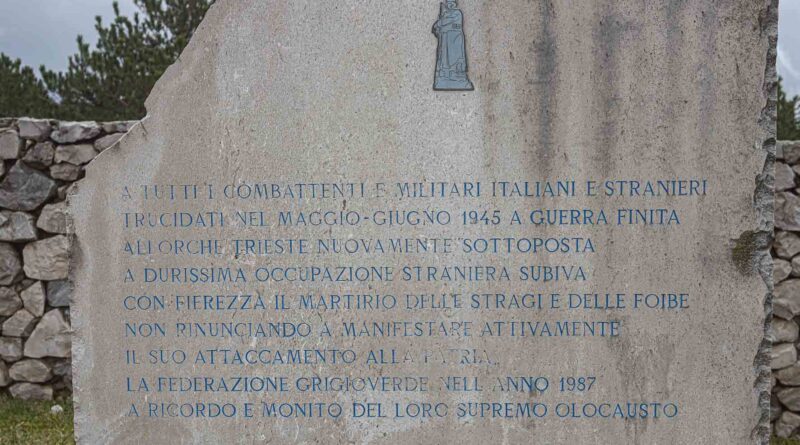 A TUTTI I COMBATTENTI E MILITARI ITALIANI E STRANIERI
TRUCIDATI NEL MAGGIO-GIUGNO 1945 A GUERRA FINITA
ALLORCHE TRIESTE NUOVAMENTE SOTTOPOSTA
A DURISSIMA OCCUPAZIONE STRANIERA SUBIVA
CON FIEREZZA IL MARTIRIO DELLE STRAGI E DELLE FOIBE
NON RINUNCIANDO A MANIFESTARE ATTIVAMENTE
IL SUO ATTACCAMENTO ALLA PATRIA
LA FEDERAZIONE GRIGIOVERDE NELL ANNO 1987
A RICORDO E MONITO DEL LORO SUPREMO OLOCAUSTO